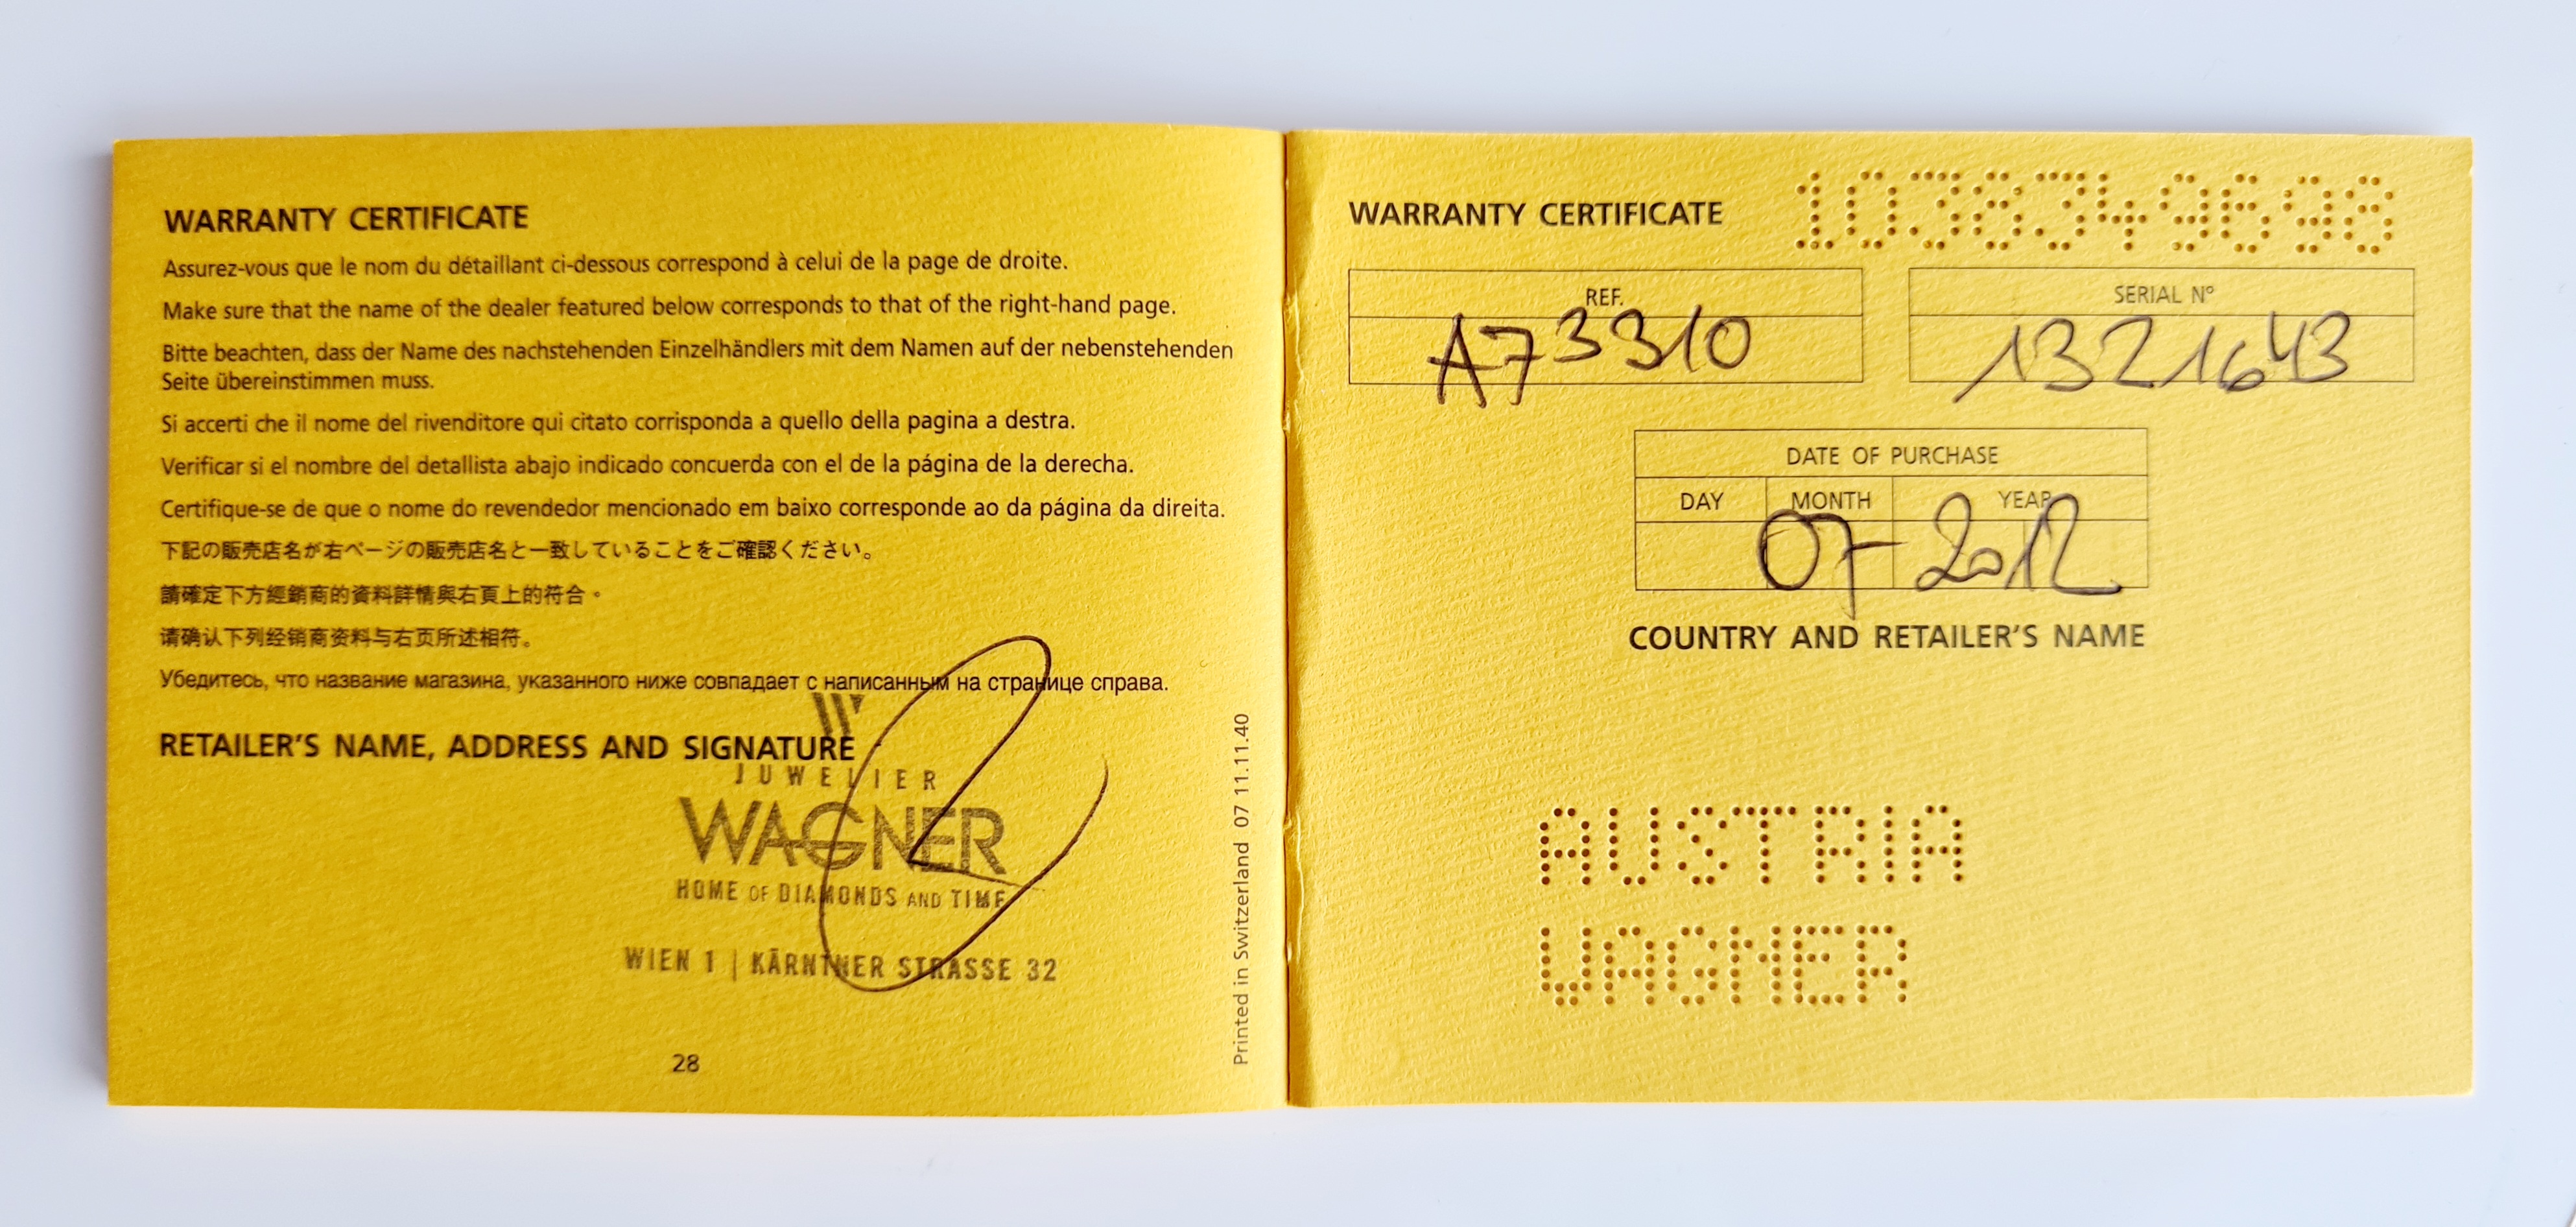 WARRANTY CERTIFICATE
Assurez-vous que le nom du détaillant ci-dessous correspond à celui de la page de droite.
Make sure that the name of the dealer featured below corresponds to that of the right-hand page.
Bitte beachten, dass der Name des nachstehenden Einzelhändlers mit dem Namen auf der nebenstehenden
Seite übereinstimmen muss.
Si accerti che il nome del rivenditore qui citato corrisponda a quello della pagina a destra.
Verificar si el nombre del detallista abajo indicado concuerda con el de la página de la derecha.
Certifique-se de que o nome do revendedor mencionado em baixo corresponde ao da página da direita.
下記の販売店名が右ページの販売店名と一致していることをご確認ください。
請確定下方經銷商的資料詳情與右頁上的符合。
请确认下列经销商资料与右页所述相符。
Убедитесь, что название магазина, указанного ниже совпадает с написанным на странице справа.
RETAILER'S NAME, ADDRESS AND SIGNATURE
JUWELIER
WAGNER
HOME OF DIAMONDS AND TIME
WIEN 1 | KÄRNTNER STRASSE 32
28
Printed in Switzerland 07 11.11.40
WARRANTY CERTIFICATE 1038349698
REF.
A73310
SERIAL Nº
1321643
DATE OF PURCHASE
DAY MONTH YEAR
07 2012
COUNTRY AND RETAILER'S NAME
AUSTRIA
WAGNER